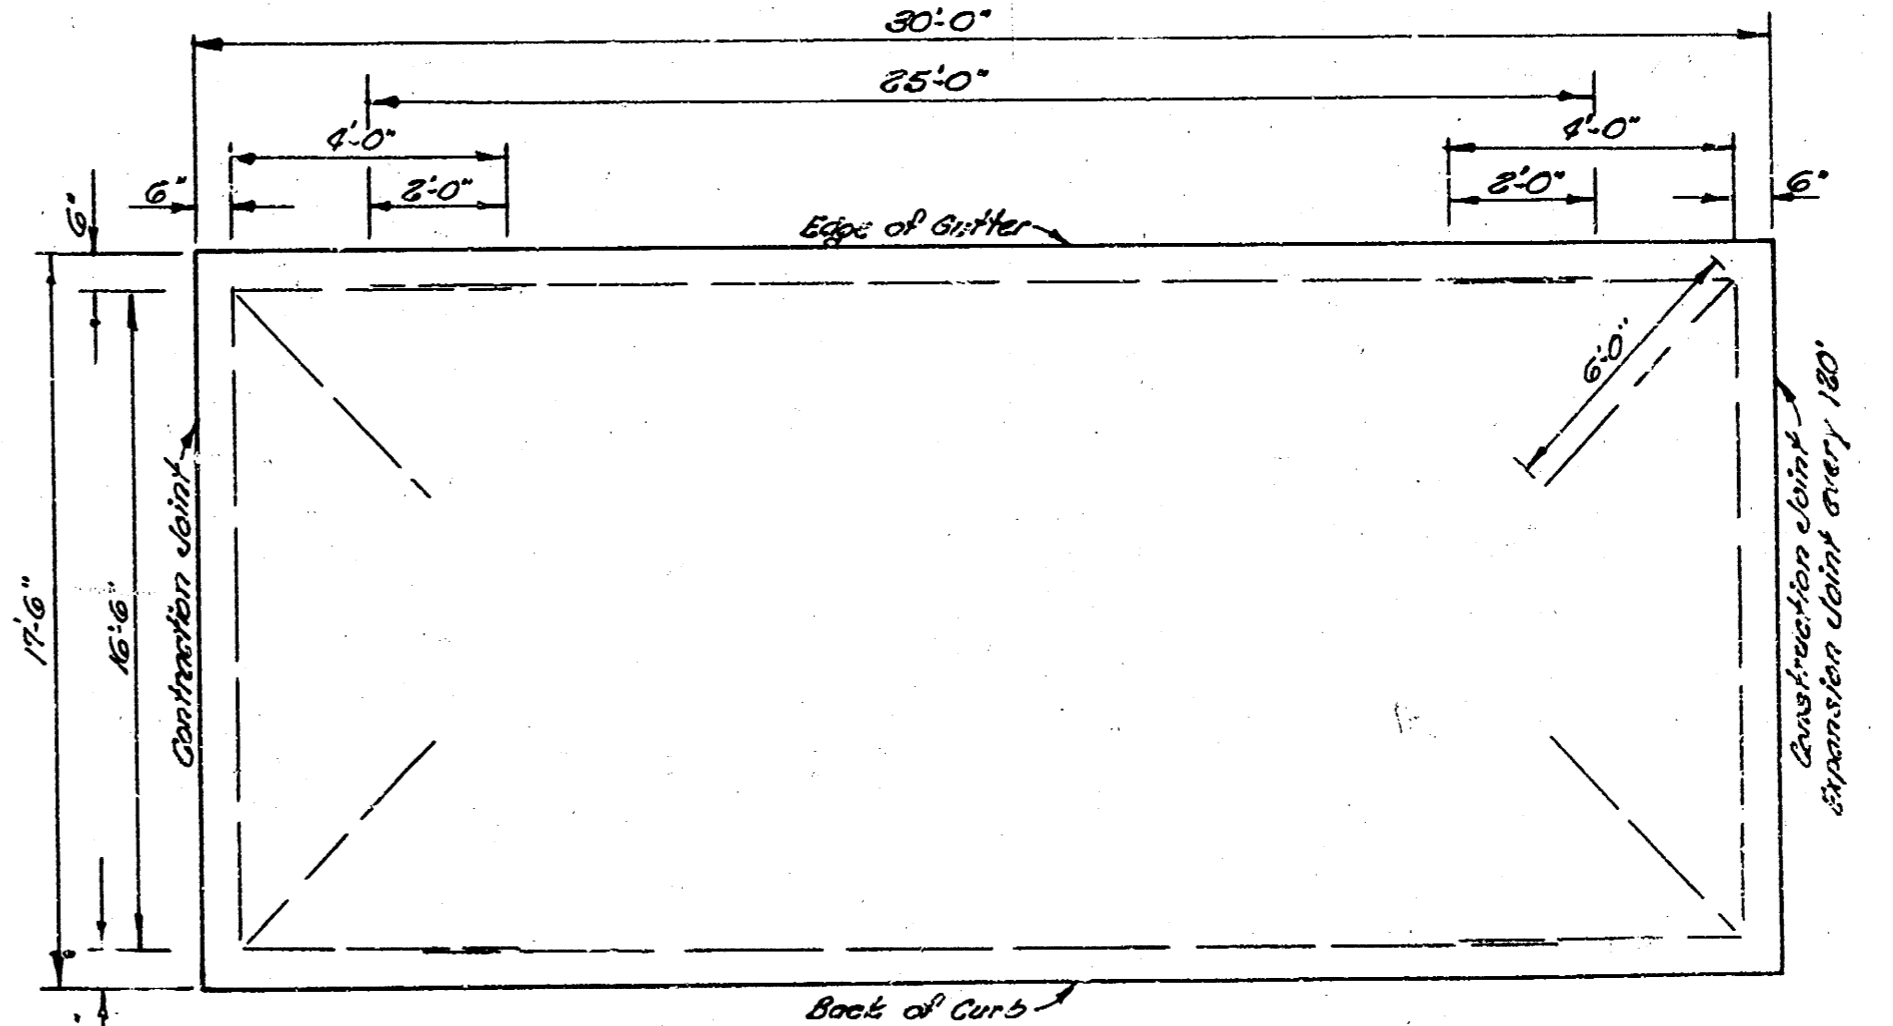 30'-0"
25'-0"
4'-0"
4'-0"
6"
2'-0"
2'-0"
6"
6"
Edge of Gutter
6'-0"
17'-6"
16'-6"
Contraction Joint
Construction Joint
Expansion Joint every 120'
Back of Curb